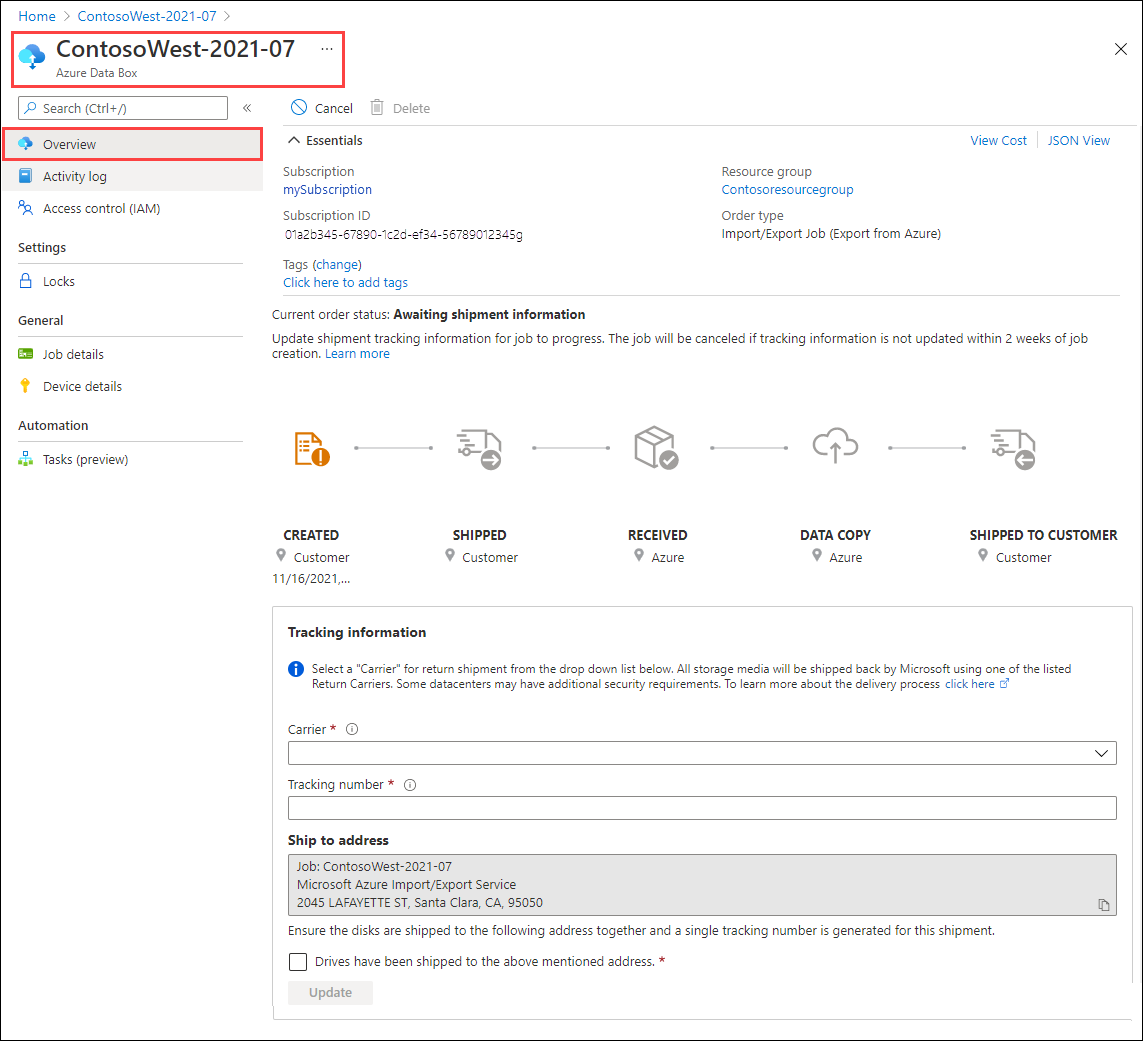 Home > ContosoWest-2021-07 >
ContosoWest-2021-07 ...
Azure Data Box
Search (Ctrl+/) «
Overview
Activity log
Access control (IAM)
Settings
Locks
General
Job details
Device details
Automation
Tasks (preview)
Cancel Delete
Essentials View Cost JSON View
Subscription
mySubscription
Subscription ID
01a2b345-67890-1c2d-ef34-56789012345g
Resource group
Contosoresourcegroup
Order type
Import/Export Job (Export from Azure)
Tags (change)
Click here to add tags
Current order status: Awaiting shipment information
Update shipment tracking information for job to progress. The job will be canceled if tracking information is not updated within 2 weeks of job
creation. Learn more
CREATED
Customer
11/16/2021,...
SHIPPED
Customer
RECEIVED
Azure
DATA COPY
Azure
SHIPPED TO CUSTOMER
Customer
Tracking information
Select a "Carrier" for return shipment from the drop down list below. All storage media will be shipped back by Microsoft using one of the listed
Return Carriers. Some datacenters may have additional security requirements. To learn more about the delivery process click here
Carrier *
Tracking number *
Ship to address
Job: ContosoWest-2021-07
Microsoft Azure Import/Export Service
2045 LAFAYETTE ST, Santa Clara, CA, 95050
Ensure the disks are shipped to the following address together and a single tracking number is generated for this shipment.
Drives have been shipped to the above mentioned address. *
Update